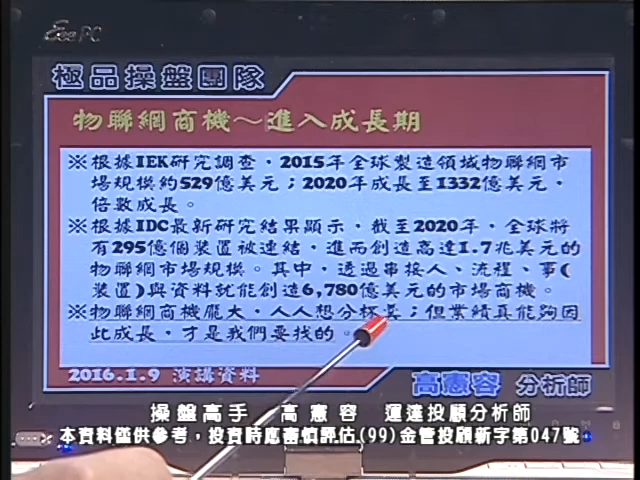 Eee PC
極品操盤團隊
物聯網商機～進入成長期
※根據IEK研究調查，2015年全球製造領域物聯網市
場規模約529億美元；2020年成長至1332億美元，
倍數成長。
※根據IDC最新研究結果顯示，截至2020年，全球將
有295億個裝置被連結，進而創造高達1.7兆美元的
物聯網市場規模。其中，透過串接人、流程、事(
裝置)與資料就能創造6,780億美元的市場商機。
※物聯網商機龐大，人人想分杯羹；但業績真能夠因
此成長，才是我們要找的。
2016.1.9 演講資料
高憲容 分析師
操盤高手 高憲容 運達投顧分析師
本資料僅供參考，投資時應審慎評估(99)金管投顧新字第047號